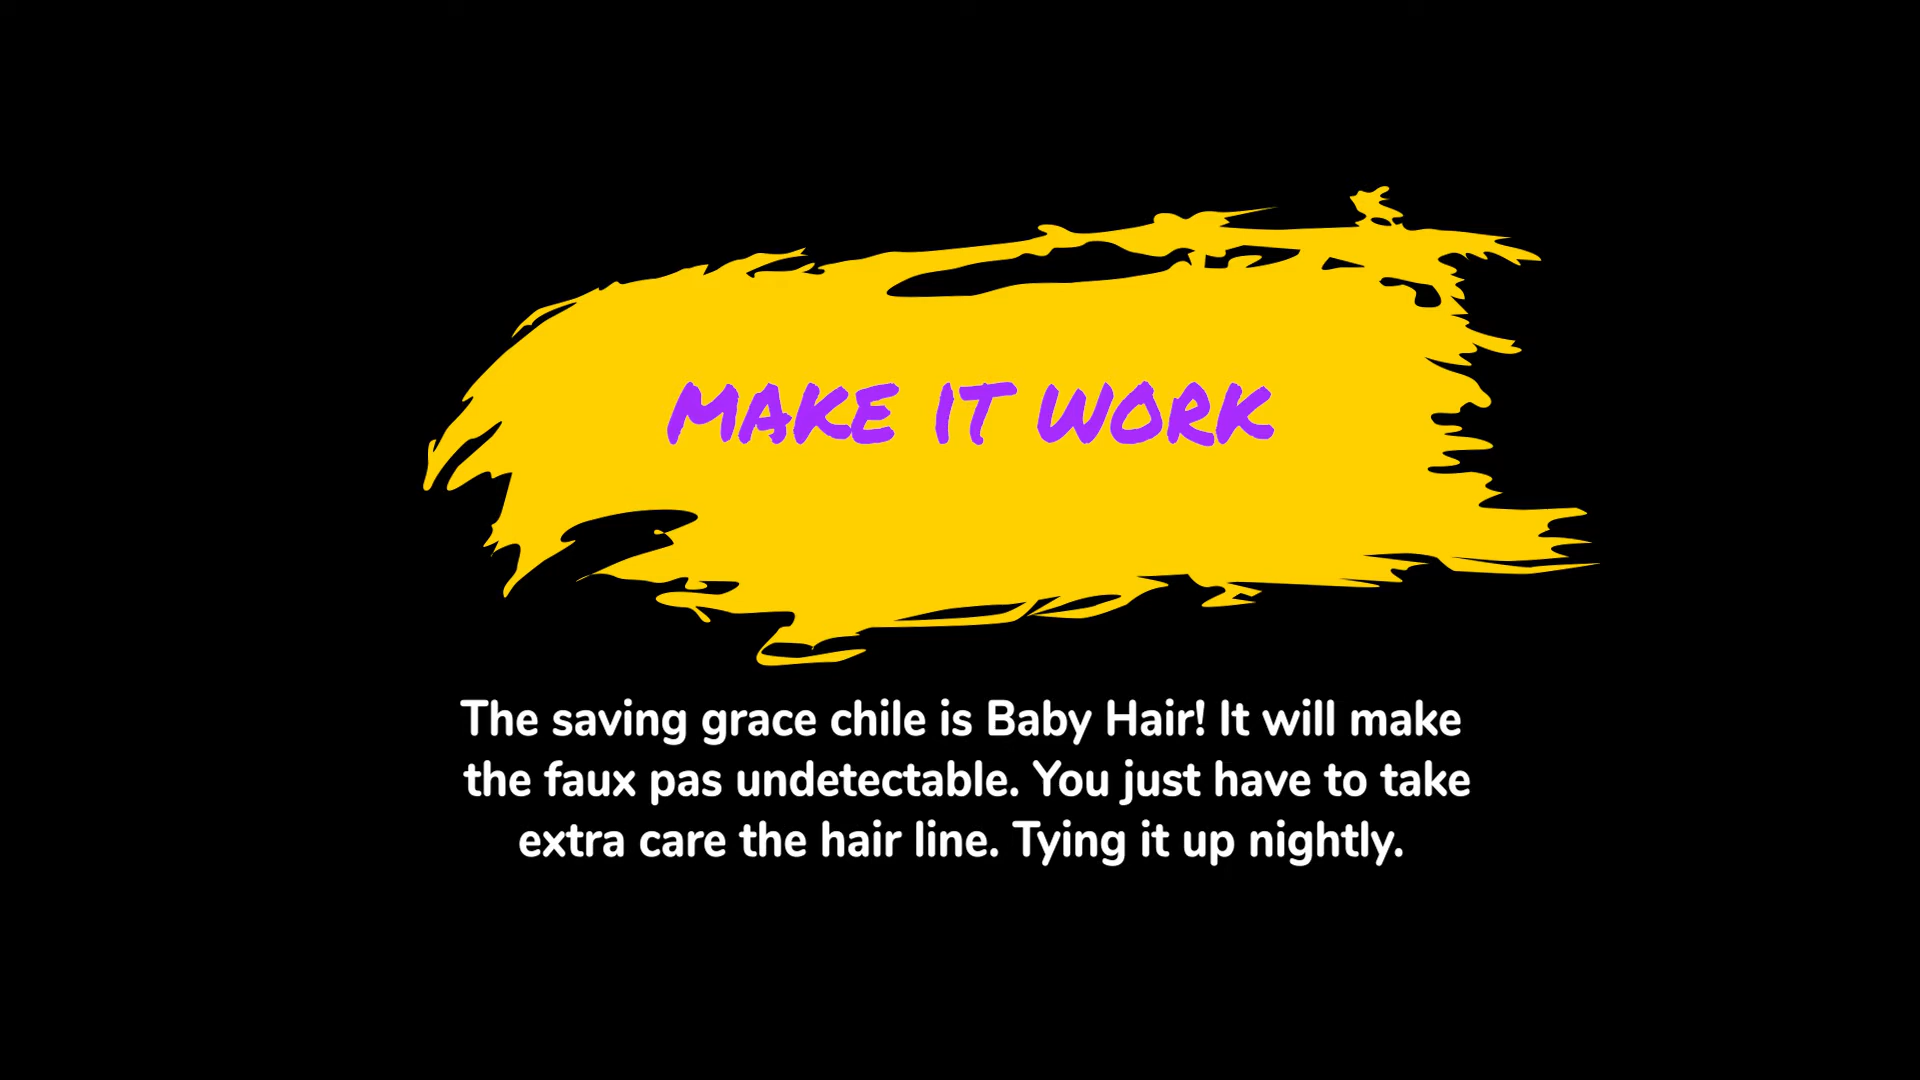 MAKE IT WORK
The saving grace chile is Baby Hair! It will make
the faux pas undetectable. You just have to take
extra care the hair line. Tying it up nightly.